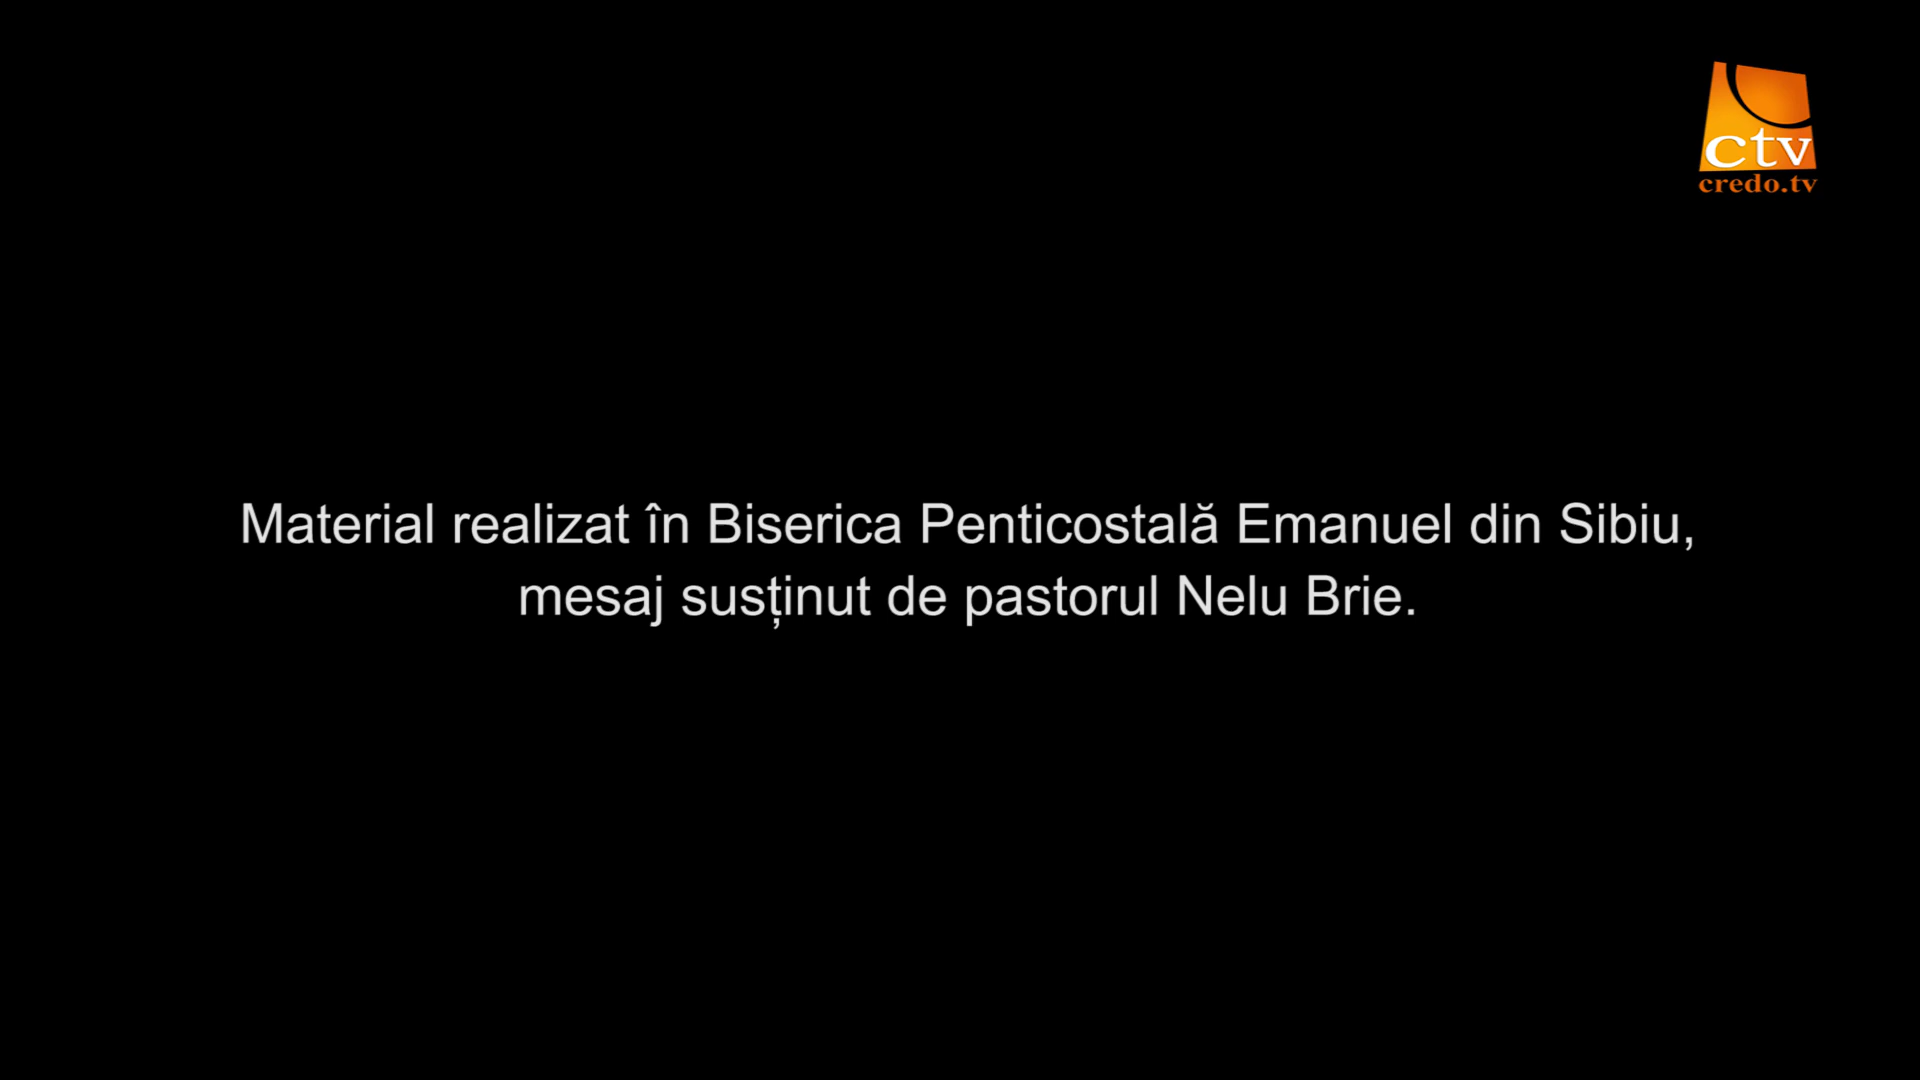 ctv
credo.tv
Material realizat în Biserica Penticostală Emanuel din Sibiu,
mesaj susținut de pastorul Nelu Brie.